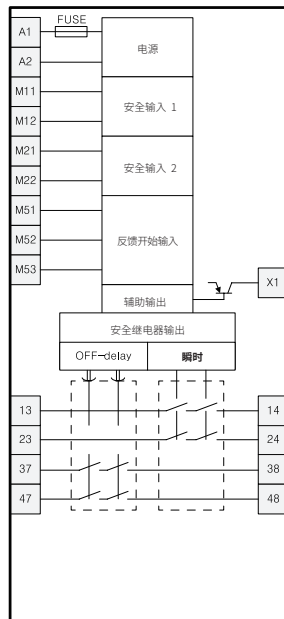 FUSE
A1
电源
A2
M11
安全输入 1
M12
M21
安全输入 2
M22
M51
M52
反馈开始输入
M53
X1
辅助输出
安全继电器输出
OFF-delay 瞬时
13 14
23 24
37 38
47 48